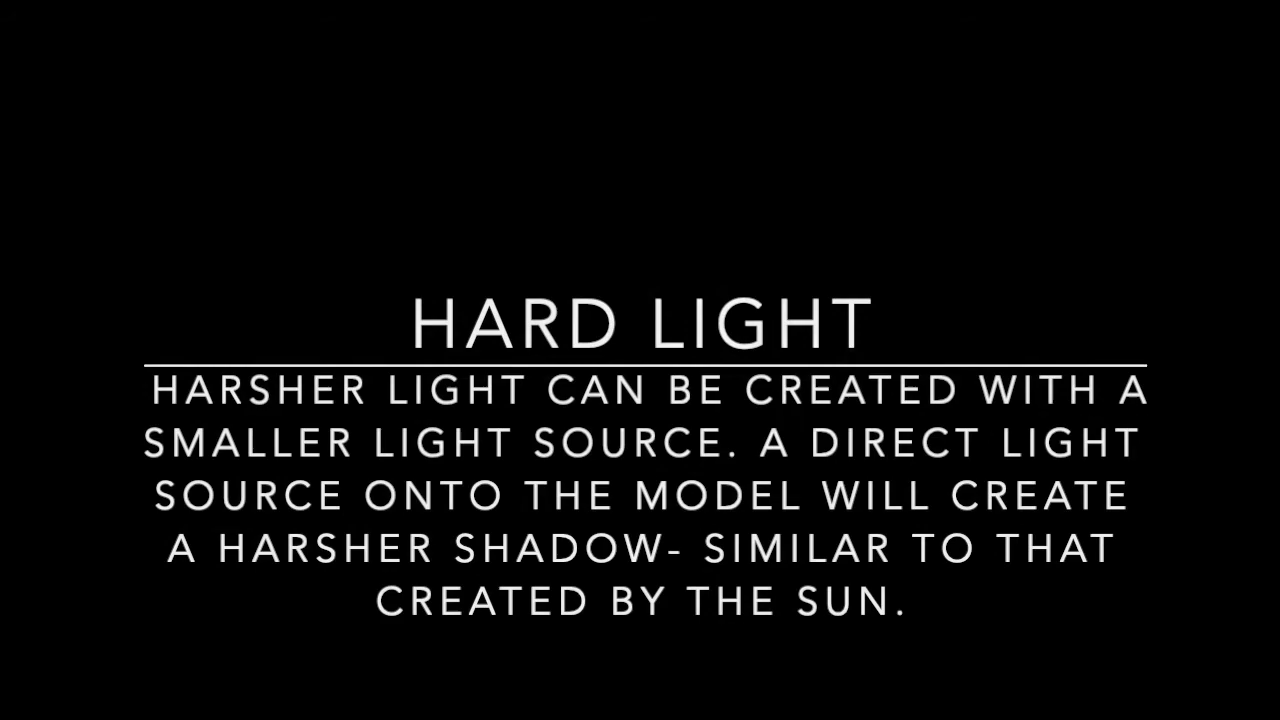 HARD LIGHT
HARSHER LIGHT CAN BE CREATED WITH A
SMALLER LIGHT SOURCE. A DIRECT LIGHT
SOURCE ONTO THE MODEL WILL CREATE
A HARSHER SHADOW- SIMILAR TO THAT
CREATED BY THE SUN.